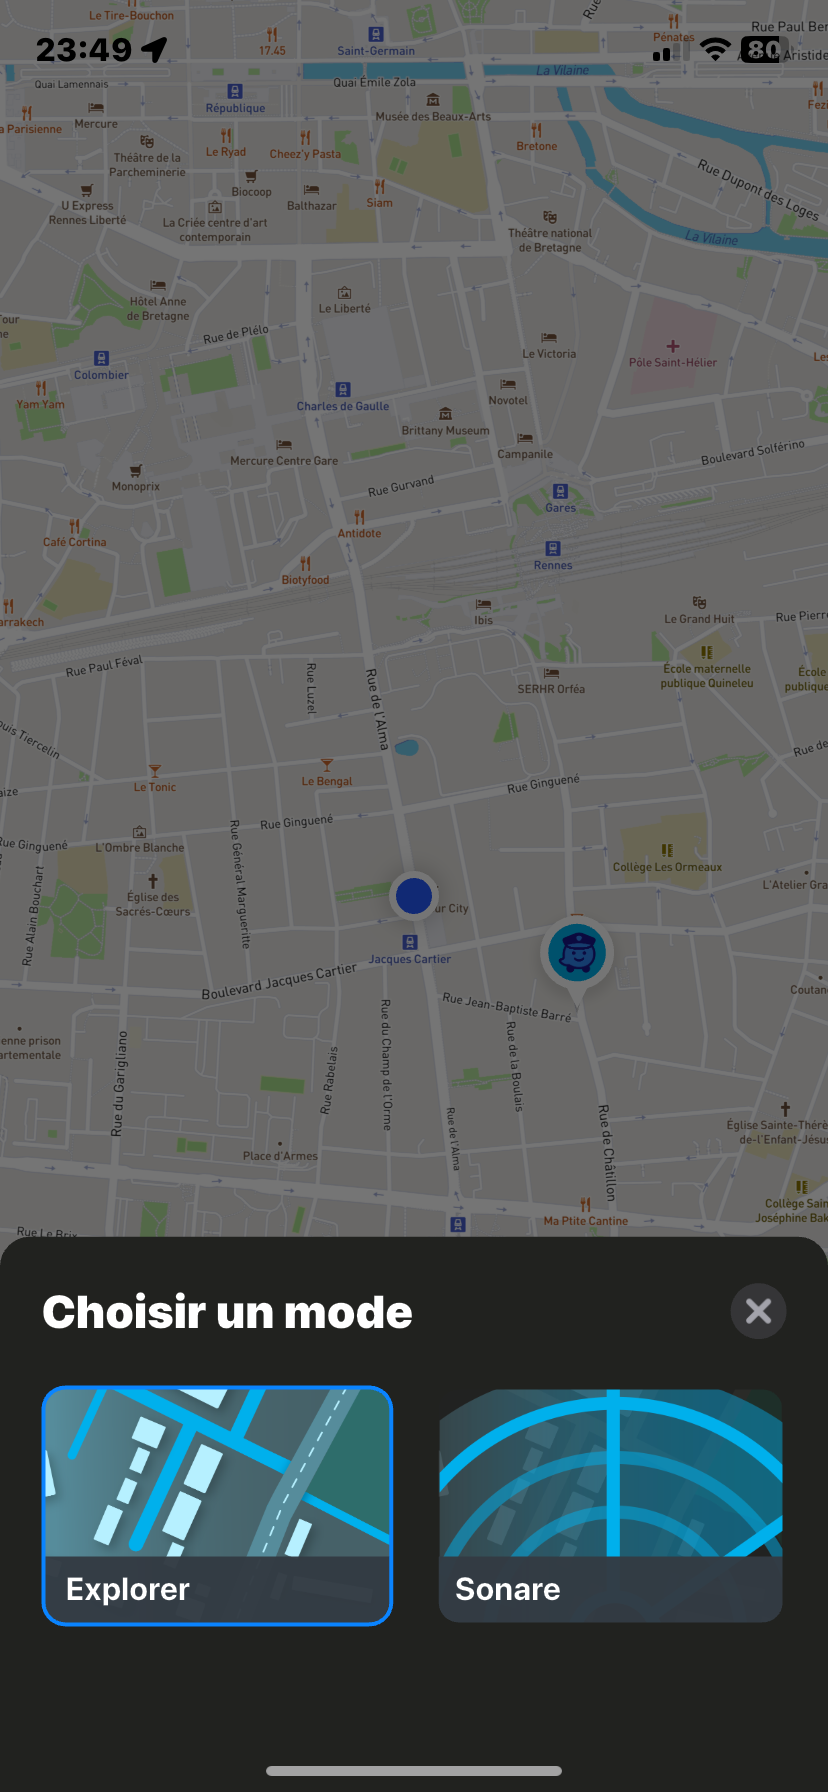 Le Tire-Bouchon
Rue Paul Ber
23:49
17.45
Saint-Germain
Pénates
80
Aristide
Quai Lamennais
République
Quai Émile Zola
La Vilaine
a Parisienne
Mercure
Musée des Beaux-Arts
Fezi
Théâtre de la
Parcheminerie
Le Ryad
Cheez'y Pasta
Bretone
Rue Dupont des Loges
U Express
Rennes Liberté
Biocoop
Balthazar
Siam
La Criée centre d'art
contemporain
Théâtre national
de Bretagne
La Vilaine
Hôtel Anne
de Bretagne
Le Liberté
Rue de Plélo
Le Victoria
Pôle Saint-Hélier
Les
Colombier
Yam Yam
Charles de Gaulle
Novotel
Brittany Museum
Mercure Centre Gare
Campanile
Boulevard Solférino
Monoprix
Rue Gurvand
Gares
Café Cortina
Antidote
Rennes
Biotyfood
arrakech
Ibis
Le Grand Huit
Rue Pierre
Rue Paul Féval
Rue Luzel
Rue de l'Alma
SERHR Orféa
École maternelle
publique Quineleu
École
publique
ouis Tiercelin
Rue de
Le Tonic
Le Bengal
Rue Ginguené
aize
Rue Ginguené
Rue Ginguené
L'Ombre Blanche
Rue Général Margueritte
Collège Les Ormeaux
Rue Alain Bouchart
Église des
Sacrés-Cœurs
ur City
L'Atelier Gra
Jacques Cartier
Boulevard Jacques Cartier
Rue Jean-Baptiste Barré
Coutan
enne prison
artementale
Rue du Garigliano
Rue Rabelais
Rue du Champ de l'Orme
Rue de la Boulais
Rue de l'Alma
Rue de Châtillon
Église Sainte-Thérè
de-l'Enfant-Jésu
Place d'Armes
Ma Ptite Cantine
Collège Sain
Joséphine Bak
Rue Le Brix
Choisir un mode
Explorer
Sonare